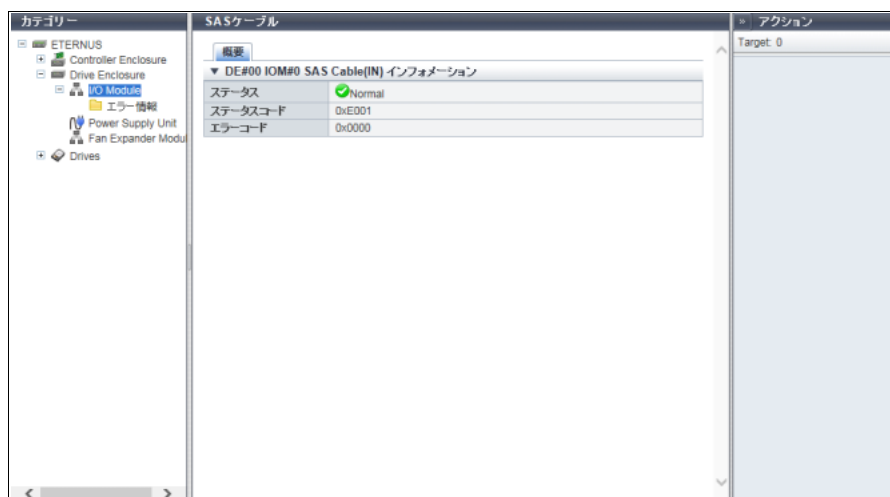 カテゴリー
ETERNUS
Controller Enclosure
Drive Enclosure
I/O Module
エラー情報
Power Supply Unit
Fan Expander Modul
Drives
SASケーブル
概要
▼ DE#00 IOM#0 SAS Cable(IN) インフォメーション
ステータス Normal
ステータスコード 0xE001
エラーコード 0x0000
» アクション
Target: 0